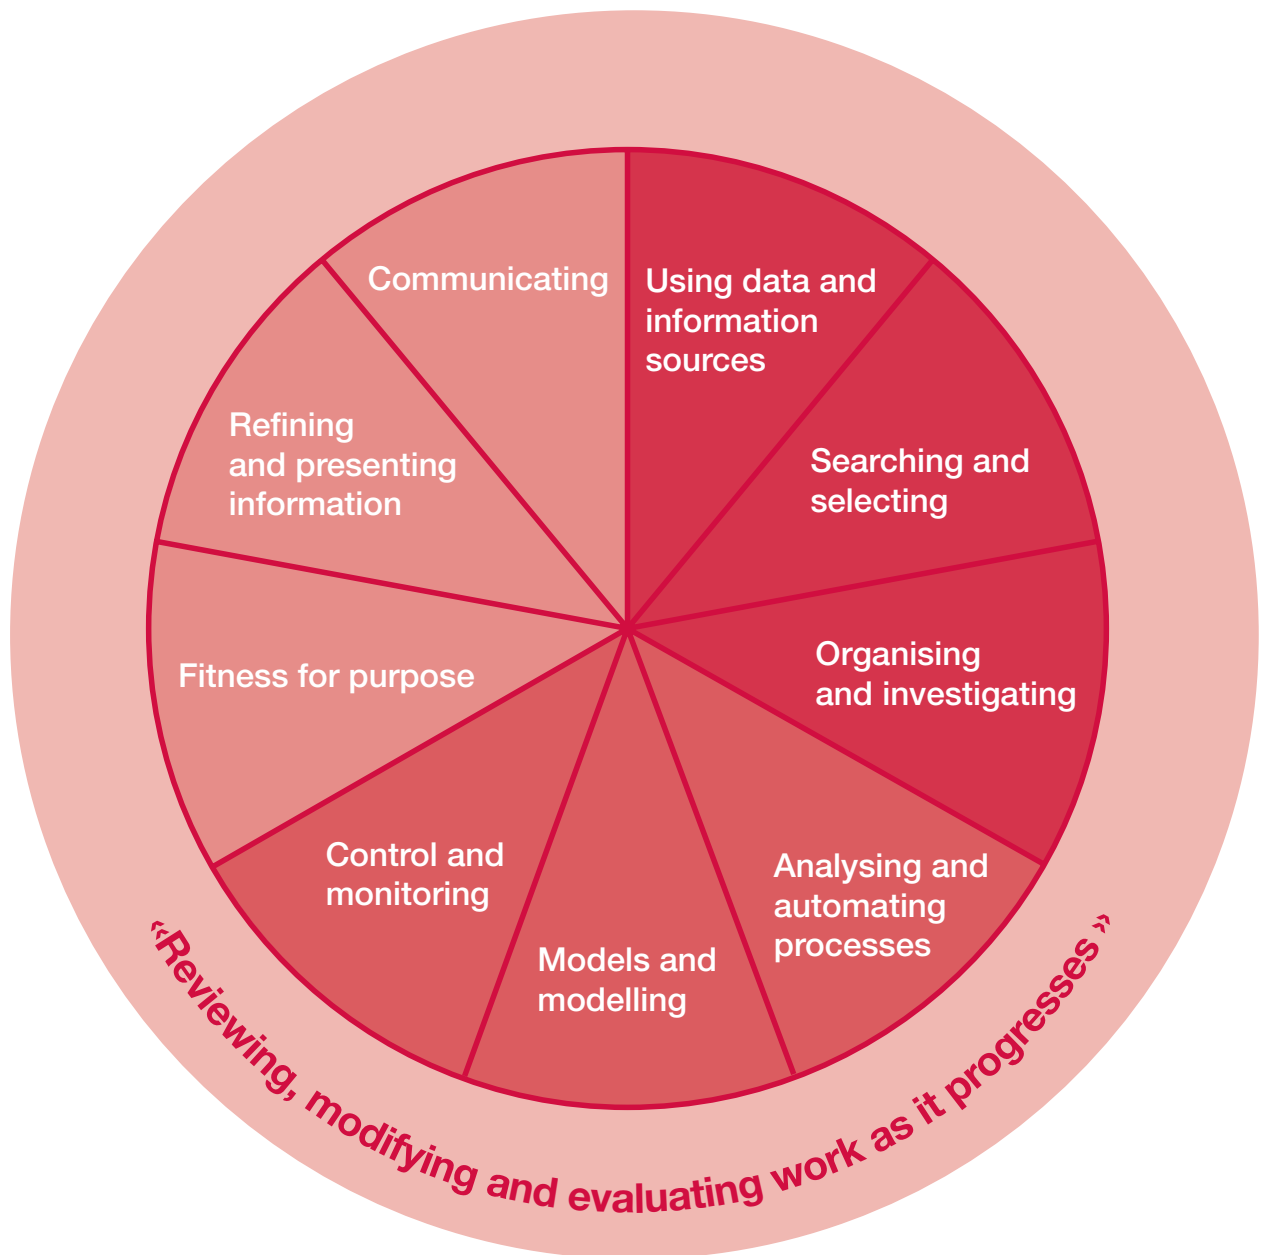 Communicating
Using data and
information
sources
Searching and
selecting
Organising
and investigating
Analysing and
automating
processes
Models and
modelling
Control and
monitoring
Fitness for purpose
Refining
and presenting
information
«Reviewing, modifying and evaluating work as it progresses »